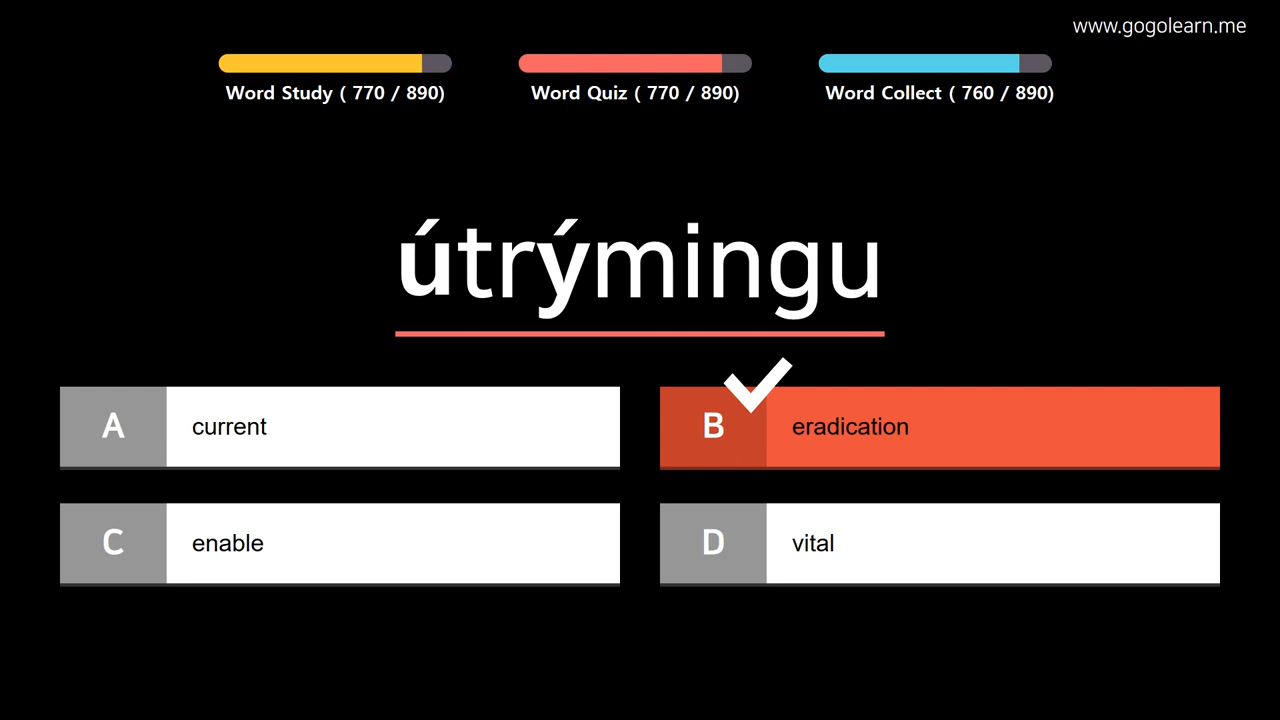 www.gogolearn.me
Word Study ( 770 / 890)
Word Quiz ( 770 / 890)
Word Collect ( 760 / 890)
útrýmingu
A current
B eradication
C enable
D vital